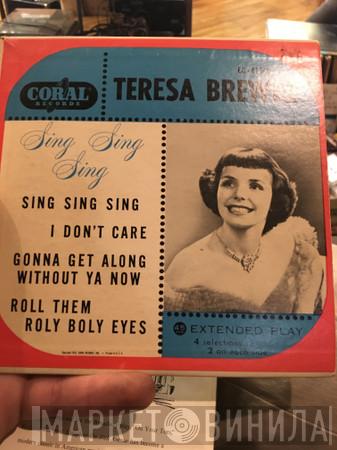 CORAL
RECORDS
TERESA
Sing Sing
Sing
SING SING SING
I DON'T CARE
GONNA GET ALONG
WITHOUT YA NOW
ROLL THEM
ROLY BOLY EYES
45
EXTENDED PLAY
4 selections
2 on each side
МАРКЕТ ВИНИЛА